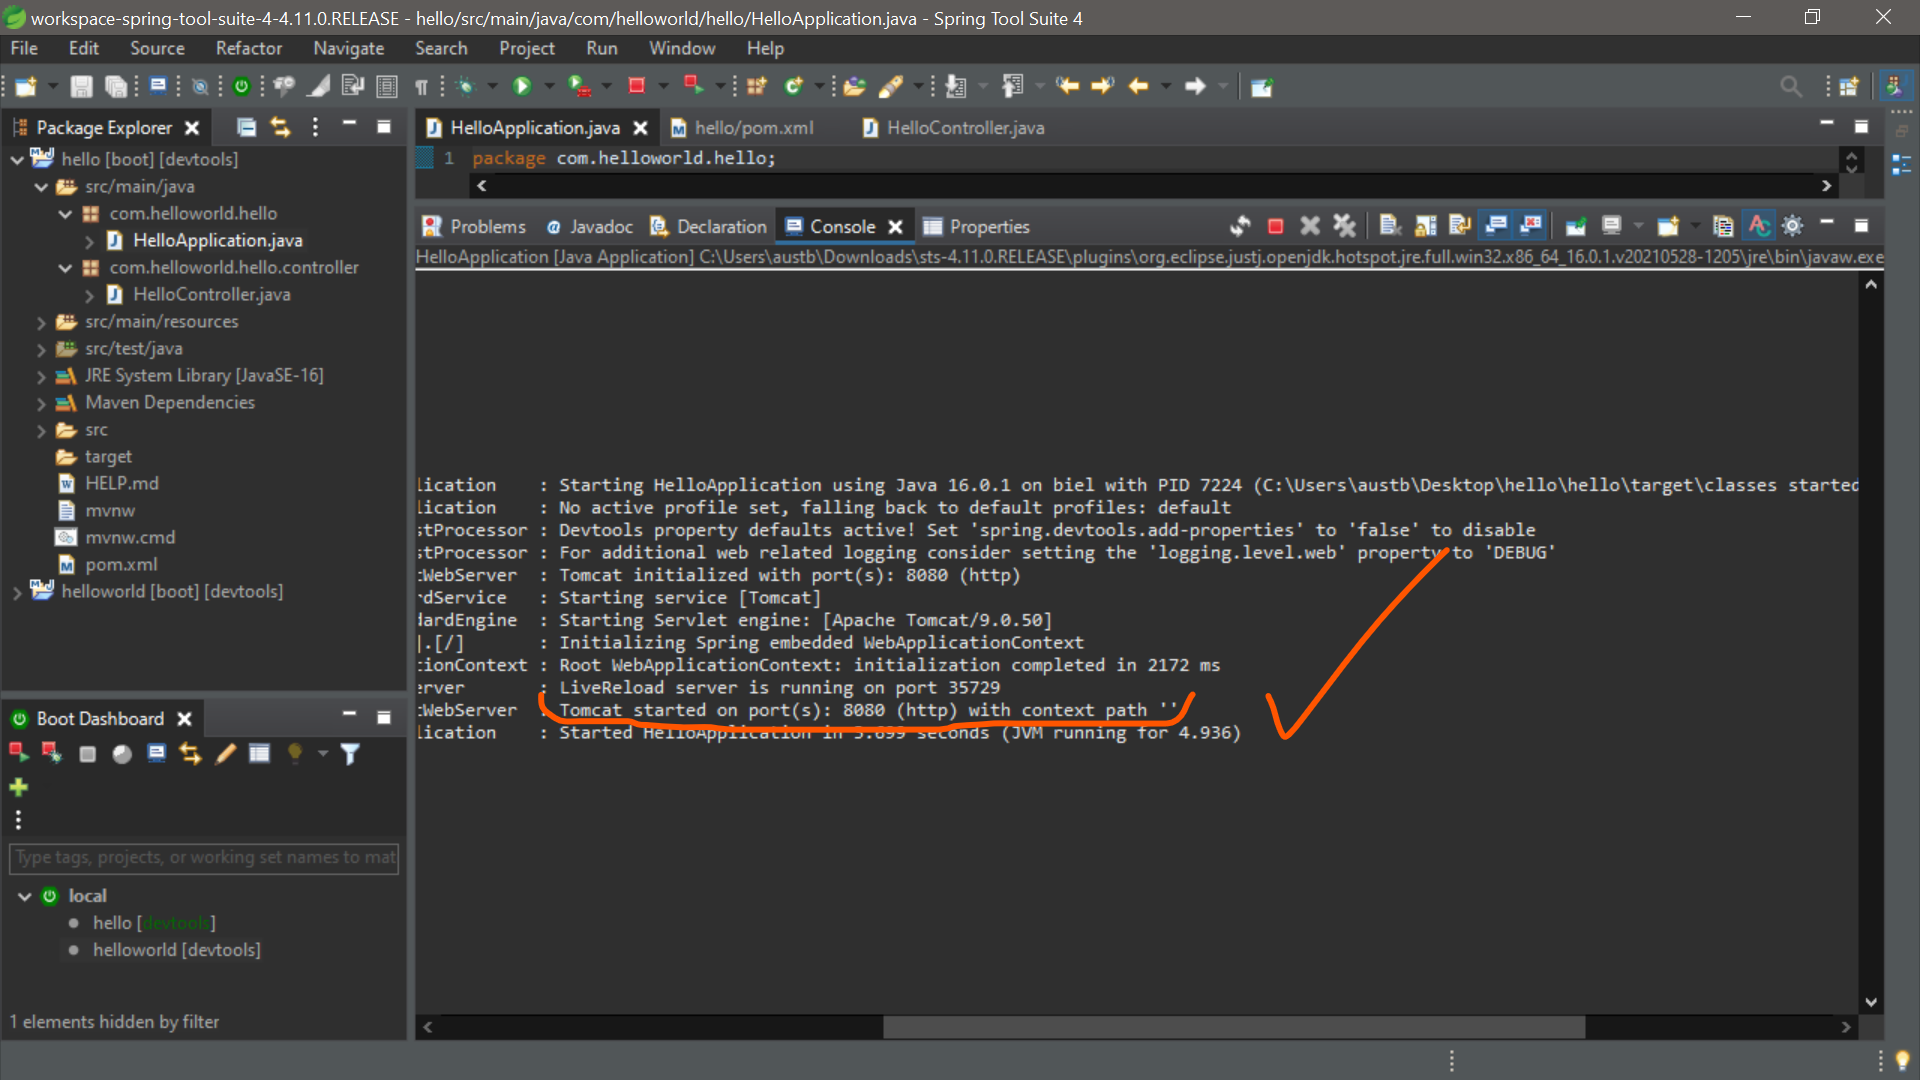 workspace-spring-tool-suite-4-4.11.0.RELEASE - hello/src/main/java/com/helloworld/hello/HelloApplication.java - Spring Tool Suite 4
File Edit Source Refactor Navigate Search Project Run Window Help
Package Explorer
hello [boot] [devtools]
src/main/java
com.helloworld.hello
HelloApplication.java
com.helloworld.hello.controller
HelloController.java
src/main/resources
src/test/java
JRE System Library [JavaSE-16]
Maven Dependencies
src
target
HELP.md
mvnw
mvnw.cmd
pom.xml
helloworld [boot] [devtools]
Boot Dashboard
Type tags, projects, or working set names to mat
local
hello [devtools]
helloworld [devtools]
1 elements hidden by filter
HelloApplication.java hello/pom.xml HelloController.java
1 package com.helloworld.hello;
Problems Javadoc Declaration Console Properties
HelloApplication [Java Application] C:\Users\austb\Downloads\sts-4.11.0.RELEASE\plugins\org.eclipse.justj.openjdk.hotspot.jre.full.win32.x86_64_16.0.1.v20210528-1205\jre\bin\javaw.exe
lication : Starting HelloApplication using Java 16.0.1 on biel with PID 7224 (C:\Users\austb\Desktop\hello\hello\target\classes started
lication : No active profile set, falling back to default profiles: default
stProcessor : Devtools property defaults active! Set 'spring.devtools.add-properties' to 'false' to disable
stProcessor : For additional web related logging consider setting the 'logging.level.web' property to 'DEBUG'
tWebServer : Tomcat initialized with port(s): 8080 (http)
rdService : Starting service [Tomcat]
dardEngine : Starting Servlet engine: [Apache Tomcat/9.0.50]
].[/] : Initializing Spring embedded WebApplicationContext
tionContext : Root WebApplicationContext: initialization completed in 2172 ms
erver : LiveReload server is running on port 35729
tWebServer : Tomcat started on port(s): 8080 (http) with context path ''
lication : Started HelloApplication in seconds (JVM running for 4.936)